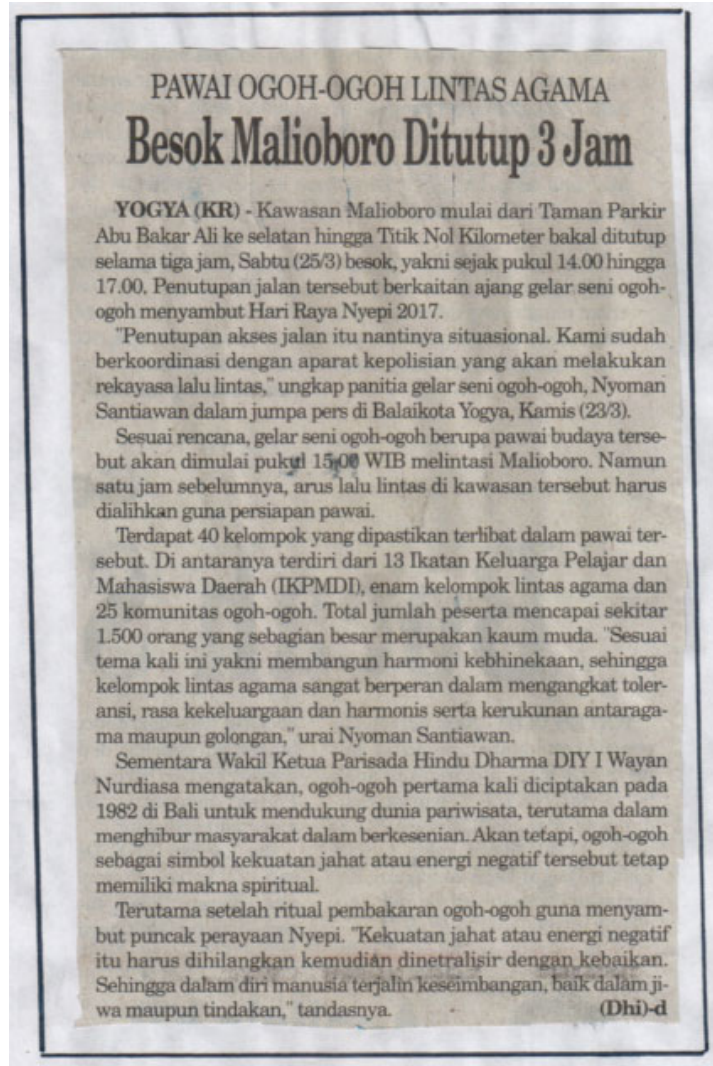 PAWAI OGOH-OGOH LINTAS AGAMA
Besok Malioboro Ditutup 3 Jam
YOGYA (KR) - Kawasan Malioboro mulai dari Taman Parkir
Abu Bakar Ali ke selatan hingga Titik Nol Kilometer bakal ditutup
selama tiga jam, Sabtu (25/3) besok, yakni sejak pukul 14.00 hingga
17.00. Penutupan jalan tersebut berkaitan ajang gelar seni ogoh-
ogoh menyambut Hari Raya Nyepi 2017.
"Penutupan akses jalan itu nantinya situasional. Kami sudah
berkoordinasi dengan aparat kepolisian yang akan melakukan
rekayasa lalu lintas," ungkap panitia gelar seni ogoh-ogoh, Nyoman
Santiawan dalam jumpa pers di Balaikota Yogya, Kamis (23/3).
Sesuai rencana, gelar seni ogoh-ogoh berupa pawai budaya terse-
but akan dimulai pukul 15.00 WIB melintasi Malioboro. Namun
satu jam sebelumnya, arus lalu lintas di kawasan tersebut harus
dialihkan guna persiapan pawai.
Terdapat 40 kelompok yang dipastikan terlibat dalam pawai ter-
sebut. Di antaranya terdiri dari 13 Ikatan Keluarga Pelajar dan
Mahasiswa Daerah (IKPMDI), enam kelompok lintas agama dan
25 komunitas ogoh-ogoh. Total jumlah peserta mencapai sekitar
1.500 orang yang sebagian besar merupakan kaum muda. "Sesuai
tema kali ini yakni membangun harmoni kebhinekaan, sehingga
kelompok lintas agama sangat berperan dalam mengangkat toler-
ansi, rasa kekeluargaan dan harmonis serta kerukunan antaraga-
ma maupun golongan," urai Nyoman Santiawan.
Sementara Wakil Ketua Parisada Hindu Dharma DIY I Wayan
Nurdiasa mengatakan, ogoh-ogoh pertama kali diciptakan pada
1982 di Bali untuk mendukung dunia pariwisata, terutama dalam
menghibur masyarakat dalam berkesenian. Akan tetapi, ogoh-ogoh
sebagai simbol kekuatan jahat atau energi negatif tersebut tetap
memiliki makna spiritual.
Terutama setelah ritual pembakaran ogoh-ogoh guna menyam-
but puncak perayaan Nyepi. "Kekuatan jahat atau energi negatif
itu harus dihilangkan kemudian dinetralisir dengan kebaikan.
Sehingga dalam diri manusia terjalin keseimbangan, baik dalam ji-
wa maupun tindakan," tandasnya. (Dhi)-d